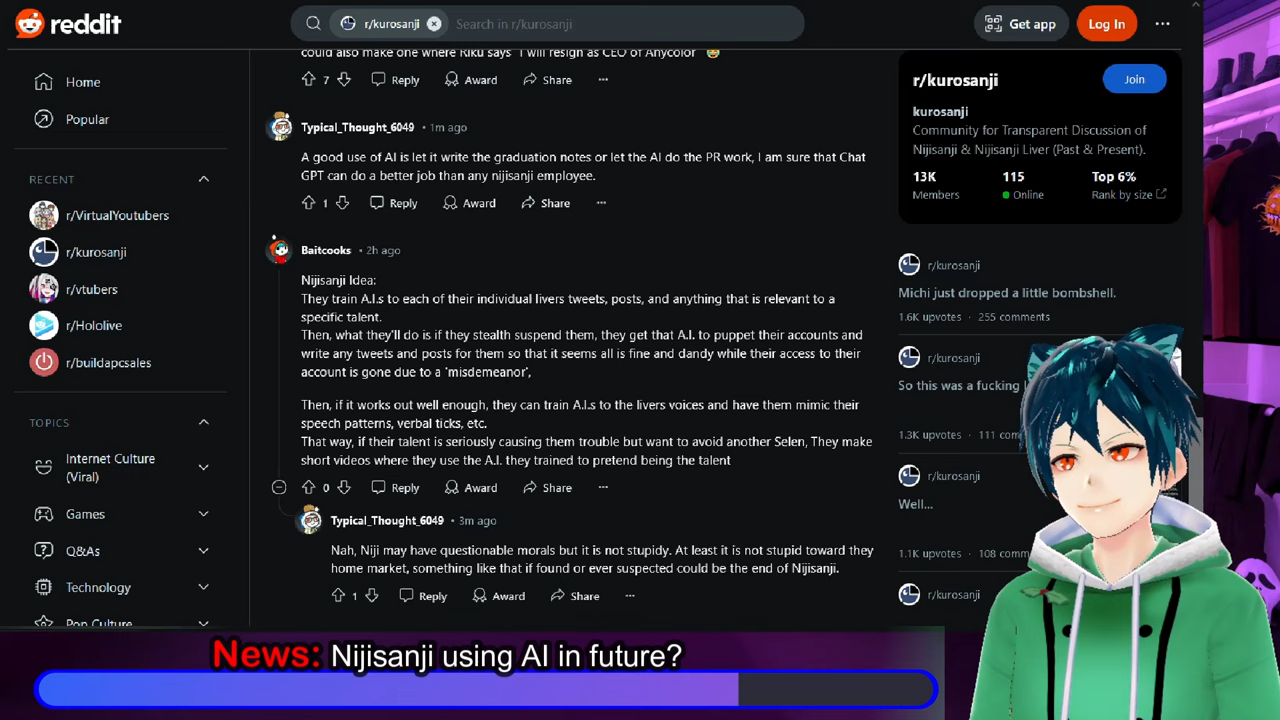 reddit
r/kurosanji
Search in r/kurosanji
Get app
Log In
Home
Popular
RECENT
r/VirtualYoutubers
r/kurosanji
r/vtubers
r/Hololive
r/buildapcsales
TOPICS
Internet Culture
(Viral)
Games
Q&As
Technology
Pop Culture
could also make one where Riku says "I will resign as CEO of Anycolor"
7 Reply Award Share
Typical_Thought_6049 • 1m ago
A good use of AI is let it write the graduation notes or let the AI do the PR work, I am sure that Chat
GPT can do a better job than any nijisanji employee.
1 Reply Award Share
Baitcooks • 2h ago
Nijisanji Idea:
They train A.I.s to each of their individual livers tweets, posts, and anything that is relevant to a
specific talent.
Then, what they'll do is if they stealth suspend them, they get that A.I. to puppet their accounts and
write any tweets and posts for them so that it seems all is fine and dandy while their access to their
account is gone due to a 'misdemeanor',
Then, if it works out well enough, they can train A.I.s to the livers voices and have them mimic their
speech patterns, verbal ticks, etc.
That way, if their talent is seriously causing them trouble but want to avoid another Selen, They make
short videos where they use the A.I. they trained to pretend being the talent
0 Reply Award Share
Typical_Thought_6049 • 3m ago
Nah, Niji may have questionable morals but it is not stupidy. At least it is not stupid toward they
home market, something like that if found or ever suspected could be the end of Nijisanji.
1 Reply Award Share
r/kurosanji
Join
kurosanji
Community for Transparent Discussion of
Nijisanji & Nijisanji Liver (Past & Present).
13K 115 Top 6%
Members Online Rank by size
r/kurosanji
Michi just dropped a little bombshell.
1.6K upvotes • 255 comments
r/kurosanji
So this was a fucking
1.3K upvotes • 111 com
r/kurosanji
Well...
1.1K upvotes • 108 comm
r/kurosanji
News: Nijisanji using AI in future?